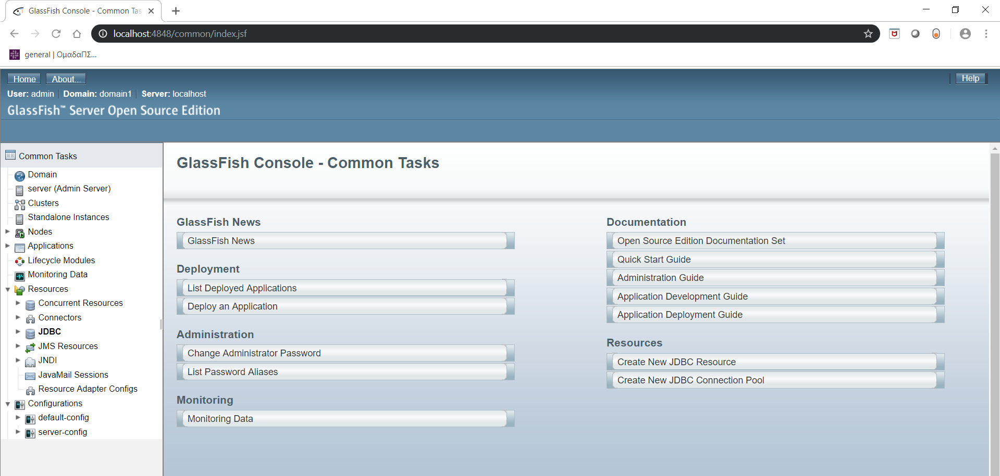 GlassFish Console - Common Tas
localhost:4848/common/index.jsf
general | ΟμαδαΠΣ...
Home About...
Help
User: admin Domain: domain1 Server: localhost
GlassFish™ Server Open Source Edition
Common Tasks
Domain
server (Admin Server)
Clusters
Standalone Instances
Nodes
Applications
Lifecycle Modules
Monitoring Data
Resources
Concurrent Resources
Connectors
JDBC
JMS Resources
JNDI
JavaMail Sessions
Resource Adapter Configs
Configurations
default-config
server-config
GlassFish Console - Common Tasks
GlassFish News
GlassFish News
Deployment
List Deployed Applications
Deploy an Application
Administration
Change Administrator Password
List Password Aliases
Monitoring
Monitoring Data
Documentation
Open Source Edition Documentation Set
Quick Start Guide
Administration Guide
Application Development Guide
Application Deployment Guide
Resources
Create New JDBC Resource
Create New JDBC Connection Pool